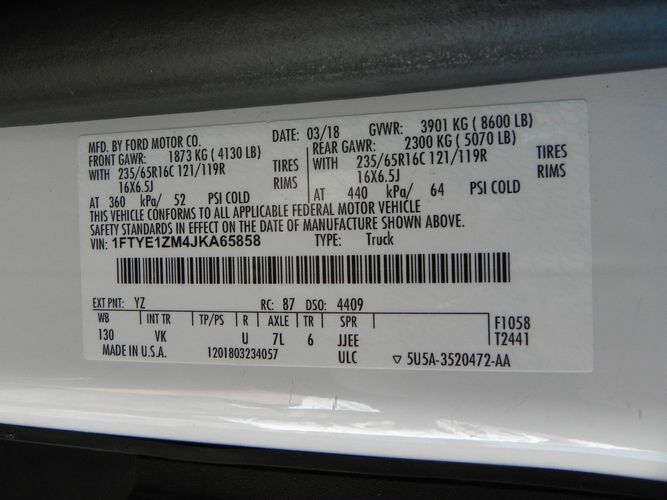 MFD. BY FORD MOTOR CO. DATE: 03/18 GVWR: 3901 KG ( 8600 LB)
FRONT GAWR: 1873 KG ( 4130 LB) REAR GAWR: 2300 KG ( 5070 LB)
WITH 235/65R16C 121/119R TIRES WITH 235/65R16C 121/119R TIRES
16X6.5J RIMS 16X6.5J RIMS
AT 360 kPa/ 52 PSI COLD AT 440 kPa/ 64 PSI COLD
THIS VEHICLE CONFORMS TO ALL APPLICABLE FEDERAL MOTOR VEHICLE
SAFETY STANDARDS IN EFFECT ON THE DATE OF MANUFACTURE SHOWN ABOVE.
VIN: 1FTYE1ZM4JKA65858 TYPE: Truck
EXT PNT: YZ RC: 87 DSO: 4409
WB INT TR TP/PS R AXLE TR SPR F1058
130 VK U 7L 6 JJEE T2441
MADE IN U.S.A. 1201803234057 ULC ▽ 5U5A-3520472-AA